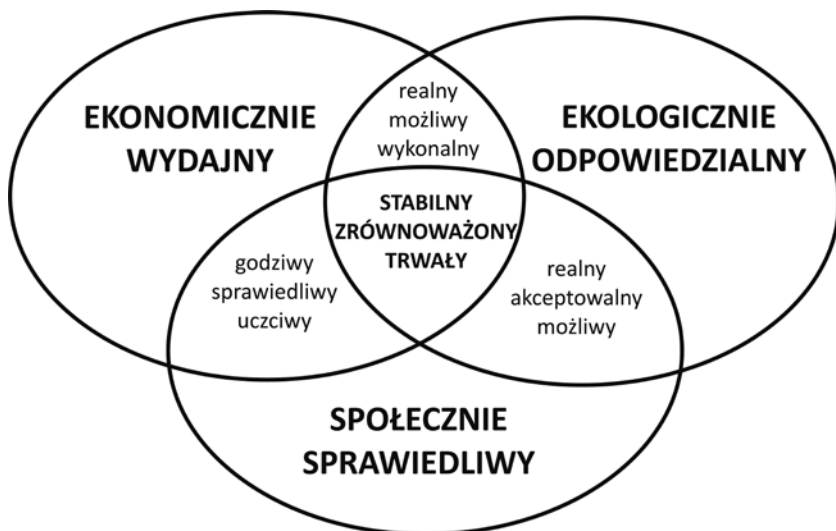 EKONOMICZNIE
WYDAJNY
realny
możliwy
wykonalny
EKOLOGICZNIE
ODPOWIEDZIALNY
STABILNY
ZRÓWNOWAŻONY
TRWAŁY
godziwy
sprawiedliwy
uczciwy
realny
akceptowalny
możliwy
SPOŁECZNIE
SPRAWIEDLIWY